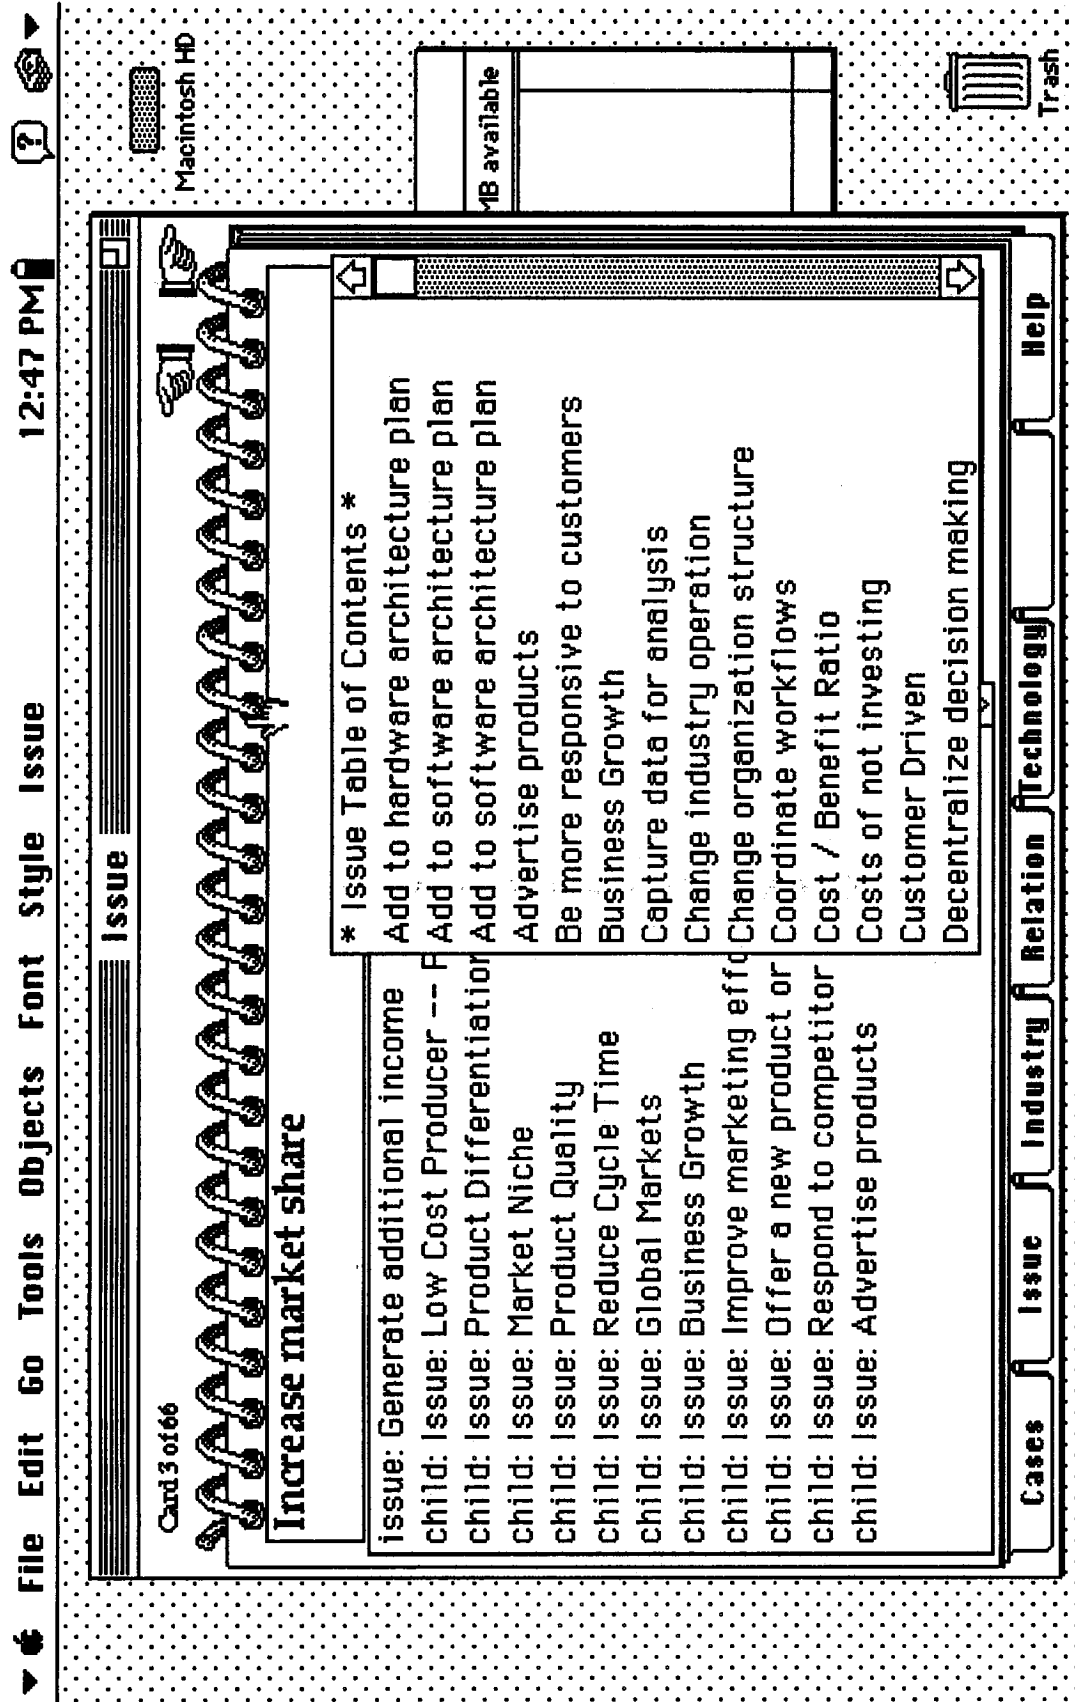 File Edit Go Tools Objects Font Style Issue 12:47 PM ?
Issue
Macintosh HD
Card 3 of 66
Increase market share
issue: Generate additional income
child: Issue: Low Cost Producer --
child: Issue: Product Differentiation
child: Issue: Market Niche
child: Issue: Product Quality
child: Issue: Reduce Cycle Time
child: Issue: Global Markets
child: Issue: Business Growth
child: Issue: Improve marketing
child: Issue: Offer a new product or
child: Issue: Respond to competitor
child: Issue: Advertise products
* Issue Table of Contents *
Add to hardware architecture plan
Add to software architecture plan
Add to software architecture plan
Advertise products
Be more responsive to customers
Business Growth
Capture data for analysis
Change industry operation
Change organization structure
Coordinate workflows
Cost / Benefit Ratio
Costs of not investing
Customer Driven
Decentralize decision making
MB available
Cases Issue Industry Relation Technology Help
Trash